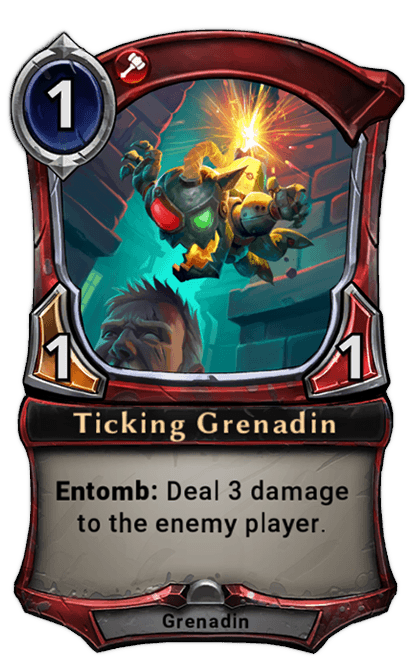 1
1
1
Ticking Grenadin
Entomb: Deal 3 damage
to the enemy player.
Grenadin